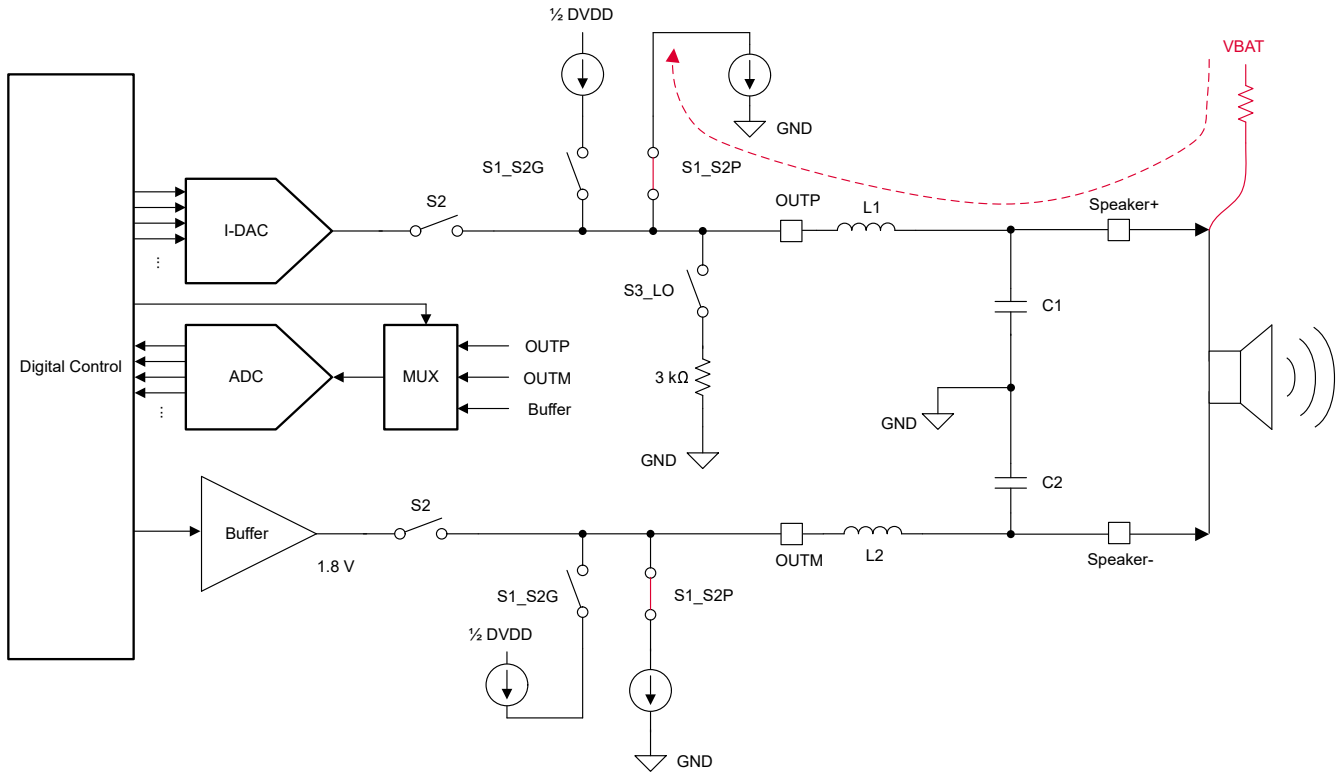 ½ DVDD
VBAT
GND
S1_S2G
S1_S2P
OUTP
L1
Speaker+
S2
I-DAC
...
S3_LO
C1
Digital Control
ADC
MUX
OUTP
OUTM
Buffer
3 kΩ
...
GND
GND
C2
S2
Buffer
1.8 V
OUTM
L2
Speaker-
S1_S2G
S1_S2P
½ DVDD
GND